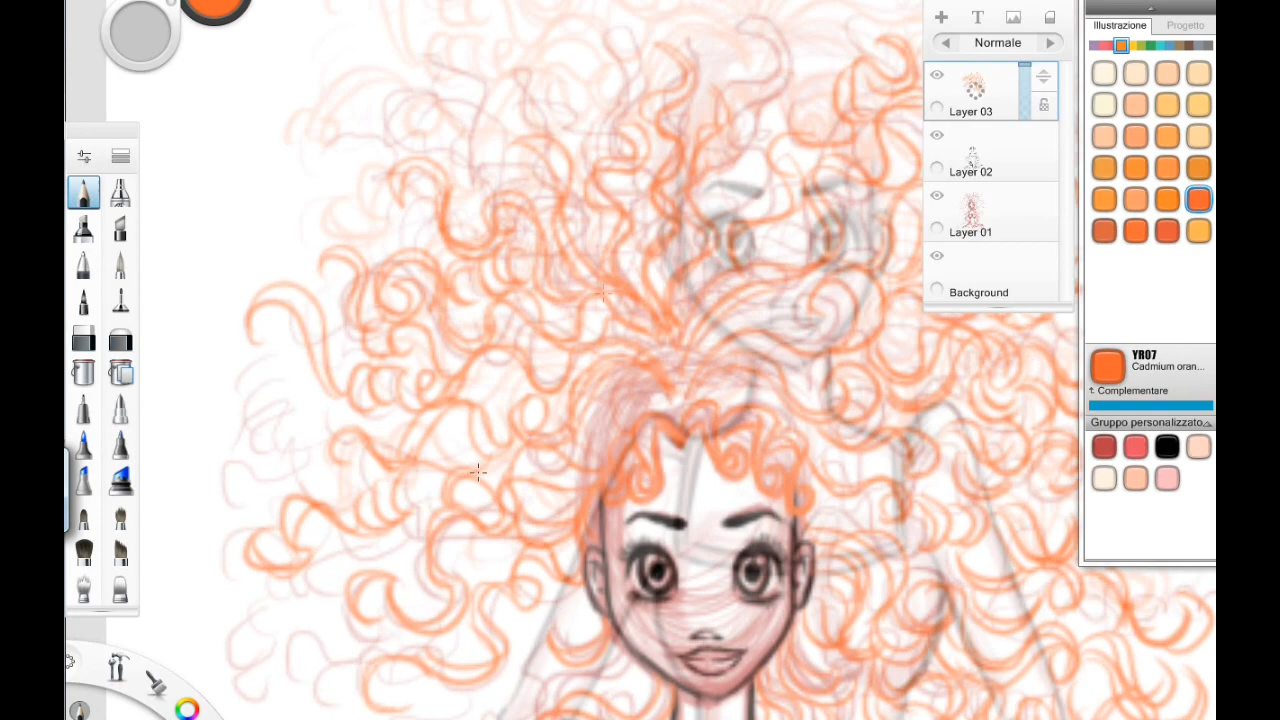 T
Normale
Layer 03
Layer 02
Layer 01
Background
Illustrazione
Progetto
YR07
Cadmium oran...
Complementare
Gruppo personalizzato